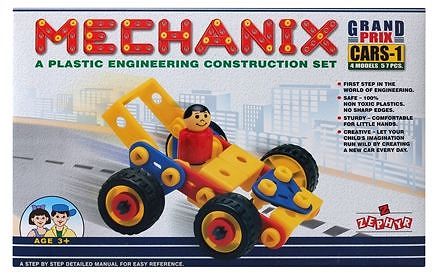 MECHANIX
A PLASTIC ENGINEERING CONSTRUCTION SET
GRAND
PRIX
CARS-1
4 MODELS 57 PCS.
• FIRST STEP IN THE
WORLD OF ENGINEERING.
• SAFE - 100%
NON TOXIC PLASTICS.
NO SHARP EDGES.
• STURDY - COMFORTABLE
FOR LITTLE HANDS.
• CREATIVE - LET YOUR
CHILD'S IMAGINATION
RUN WILD BY CREATING
A NEW CAR EVERY DAY.
AGE 3+
ZEPHYR
A STEP BY STEP DETAILED MANUAL FOR EASY REFERENCE.